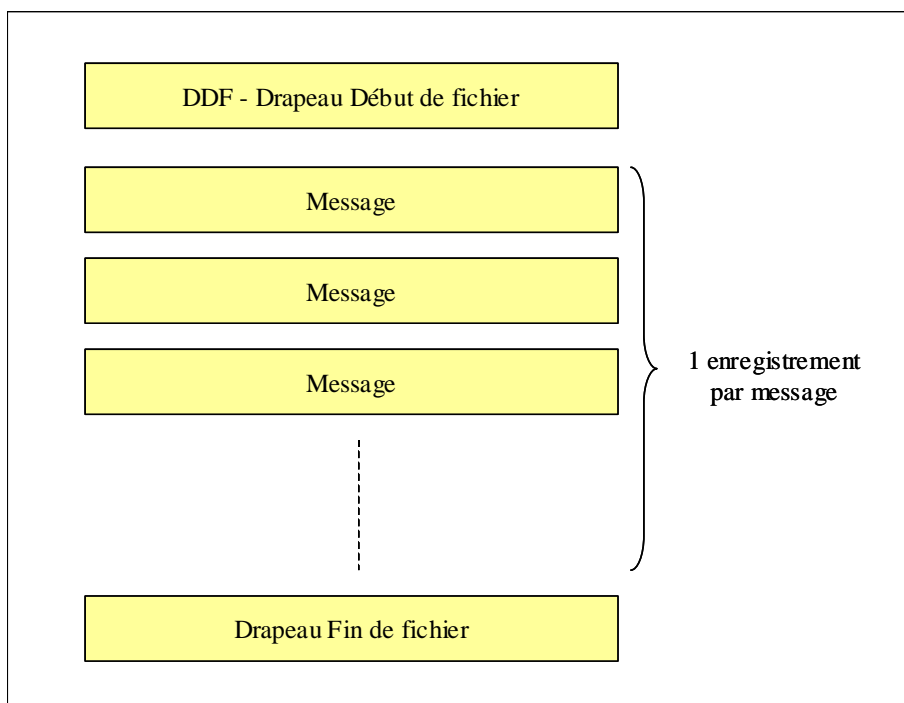 DDF - Drapeau Début de fichier
Message
Message
Message
1 enregistrement
par message
Drapeau Fin de fichier